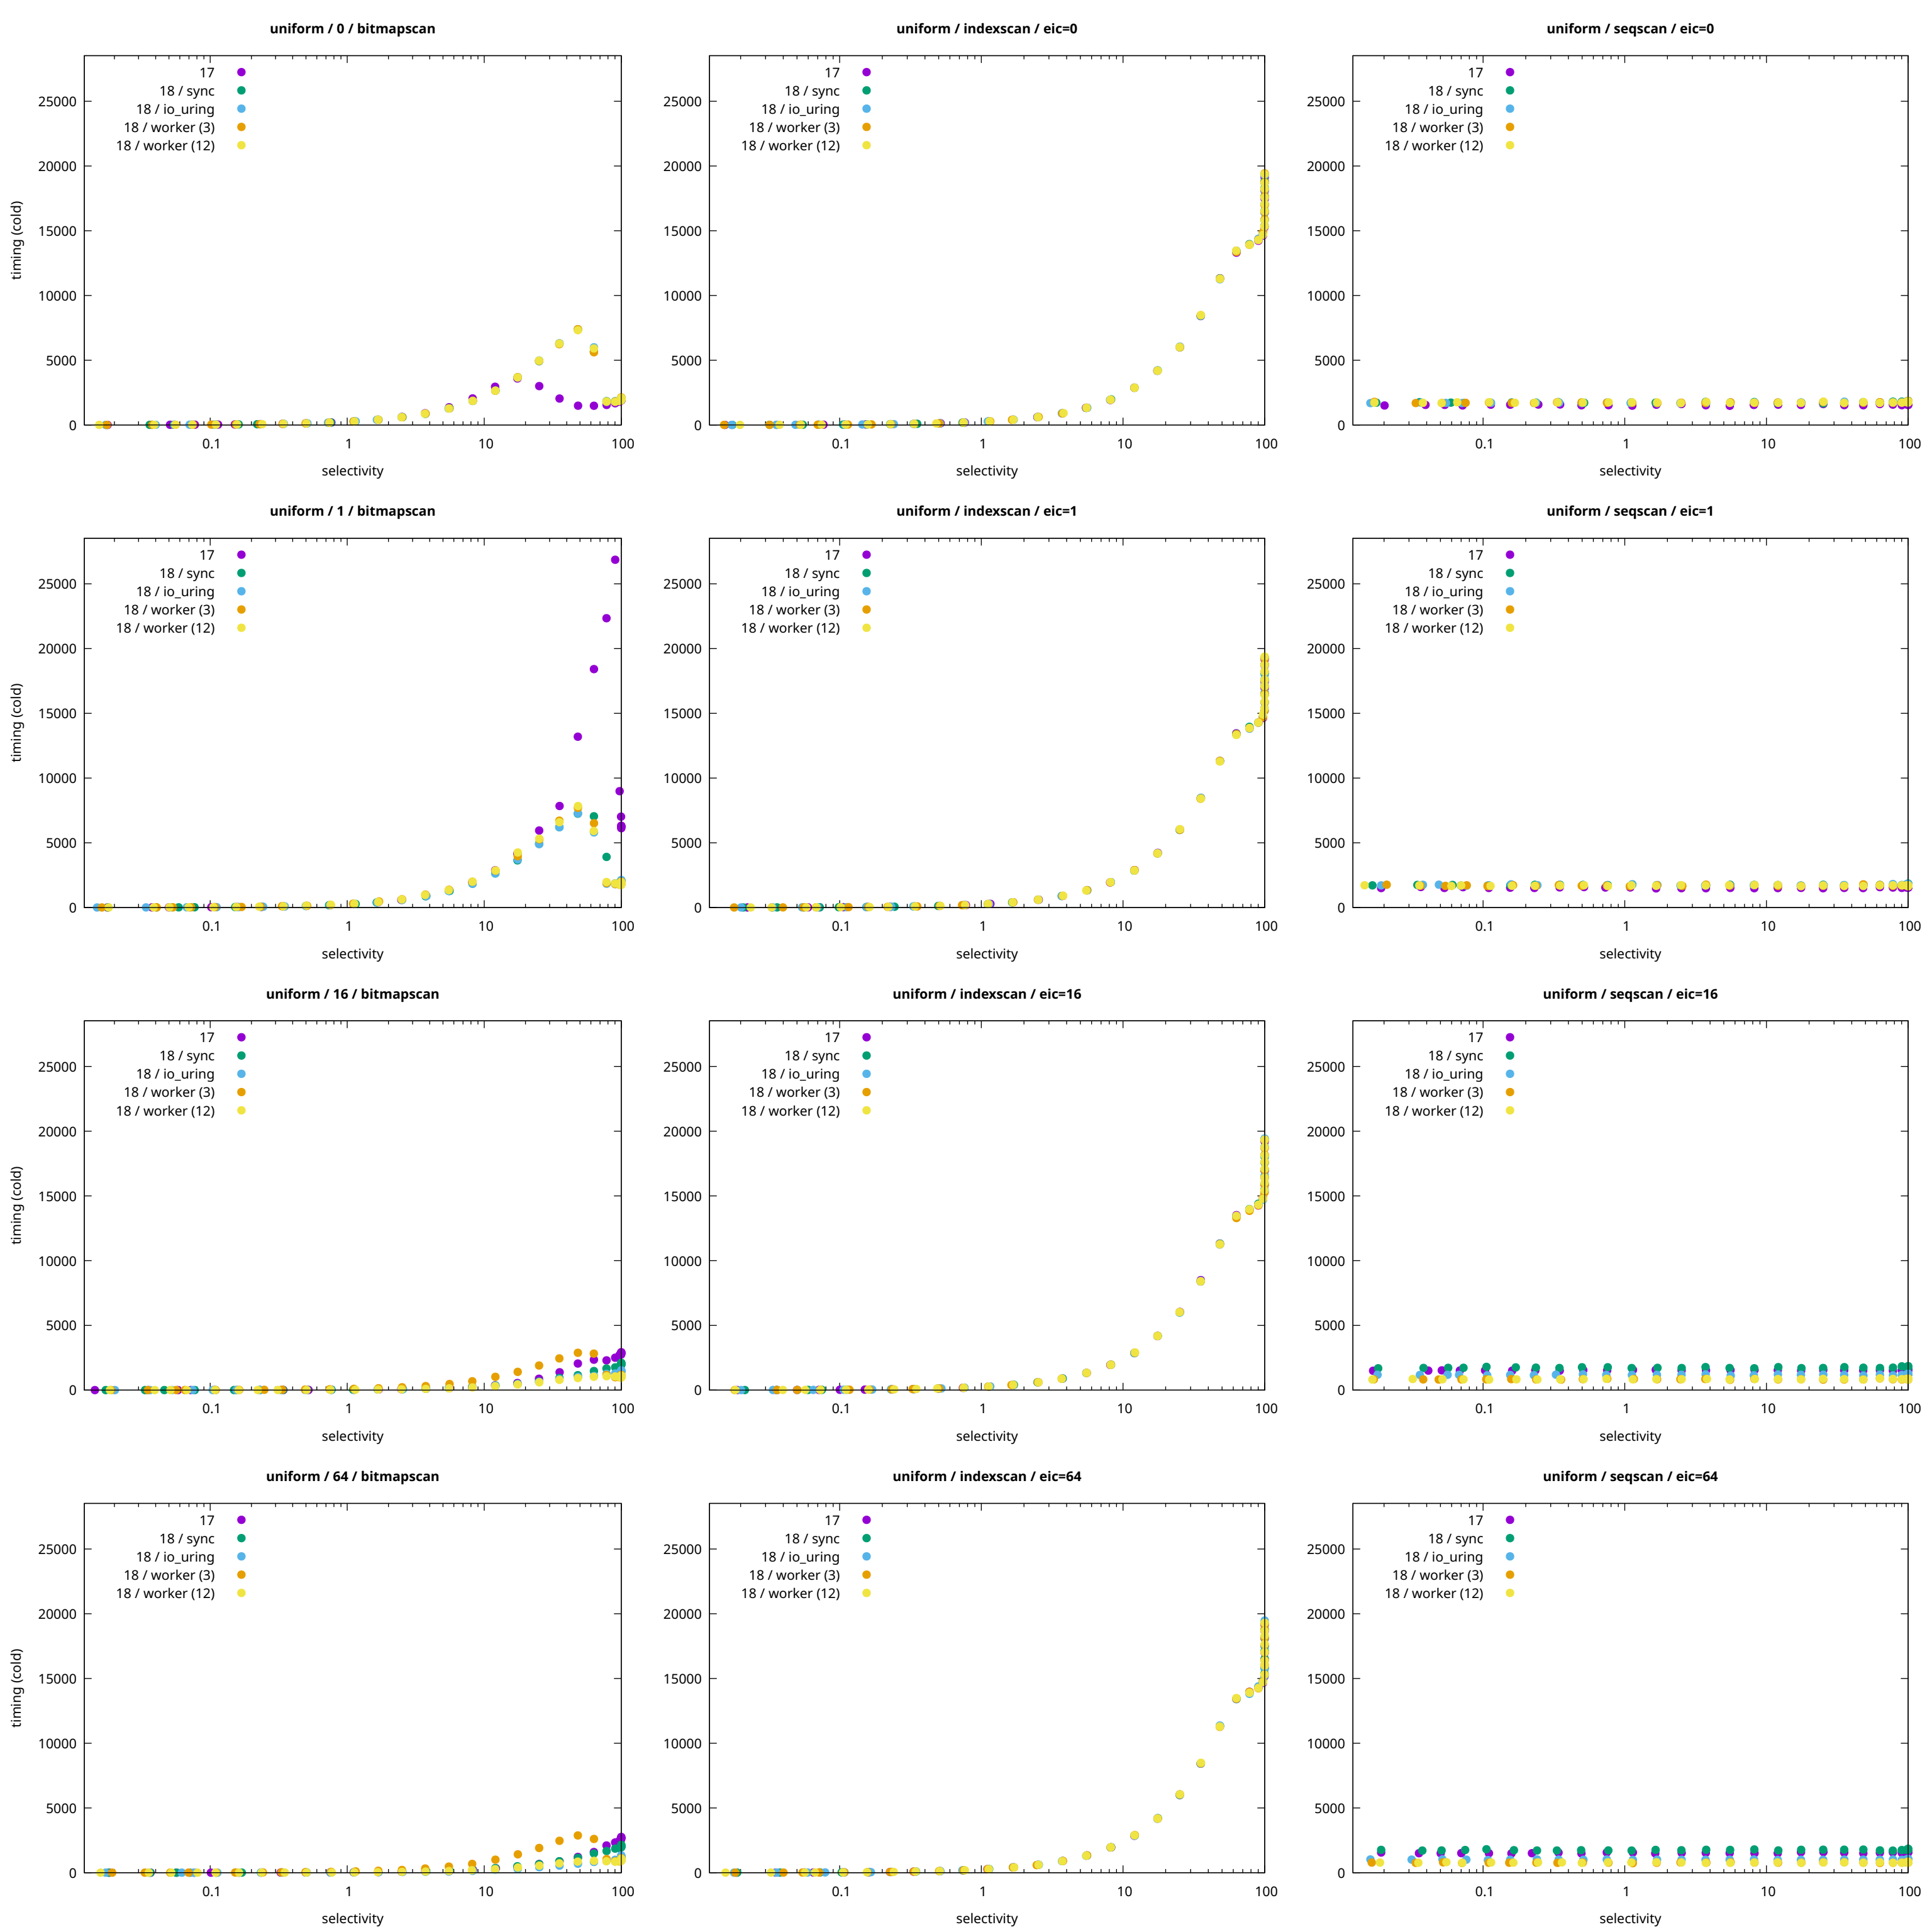 uniform / 0 / bitmapscan
17
18 / sync
18 / io_uring
18 / worker (3)
18 / worker (12)
25000
20000
15000
10000
5000
0
0.1 1 10 100
timing (cold)
selectivity
uniform / indexscan / eic=0
17
18 / sync
18 / io_uring
18 / worker (3)
18 / worker (12)
25000
20000
15000
10000
5000
0
0.1 1 10 100
selectivity
uniform / seqscan / eic=0
17
18 / sync
18 / io_uring
18 / worker (3)
18 / worker (12)
25000
20000
15000
10000
5000
0
0.1 1 10 100
selectivity
uniform / 1 / bitmapscan
17
18 / sync
18 / io_uring
18 / worker (3)
18 / worker (12)
25000
20000
15000
10000
5000
0
0.1 1 10 100
timing (cold)
selectivity
uniform / indexscan / eic=1
17
18 / sync
18 / io_uring
18 / worker (3)
18 / worker (12)
25000
20000
15000
10000
5000
0
0.1 1 10 100
selectivity
uniform / seqscan / eic=1
17
18 / sync
18 / io_uring
18 / worker (3)
18 / worker (12)
25000
20000
15000
10000
5000
0
0.1 1 10 100
selectivity
uniform / 16 / bitmapscan
17
18 / sync
18 / io_uring
18 / worker (3)
18 / worker (12)
25000
20000
15000
10000
5000
0
0.1 1 10 100
timing (cold)
selectivity
uniform / indexscan / eic=16
17
18 / sync
18 / io_uring
18 / worker (3)
18 / worker (12)
25000
20000
15000
10000
5000
0
0.1 1 10 100
selectivity
uniform / seqscan / eic=16
17
18 / sync
18 / io_uring
18 / worker (3)
18 / worker (12)
25000
20000
15000
10000
5000
0
0.1 1 10 100
selectivity
uniform / 64 / bitmapscan
17
18 / sync
18 / io_uring
18 / worker (3)
18 / worker (12)
25000
20000
15000
10000
5000
0
0.1 1 10 100
timing (cold)
selectivity
uniform / indexscan / eic=64
17
18 / sync
18 / io_uring
18 / worker (3)
18 / worker (12)
25000
20000
15000
10000
5000
0
0.1 1 10 100
selectivity
uniform / seqscan / eic=64
17
18 / sync
18 / io_uring
18 / worker (3)
18 / worker (12)
25000
20000
15000
10000
5000
0
0.1 1 10 100
selectivity